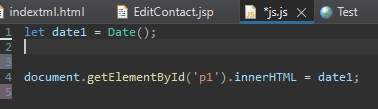 indextml.html EditContact.jsp *js.js Test
1 let date1 = Date();
2
3
4 document.getElementById('p1').innerHTML = date1;
5